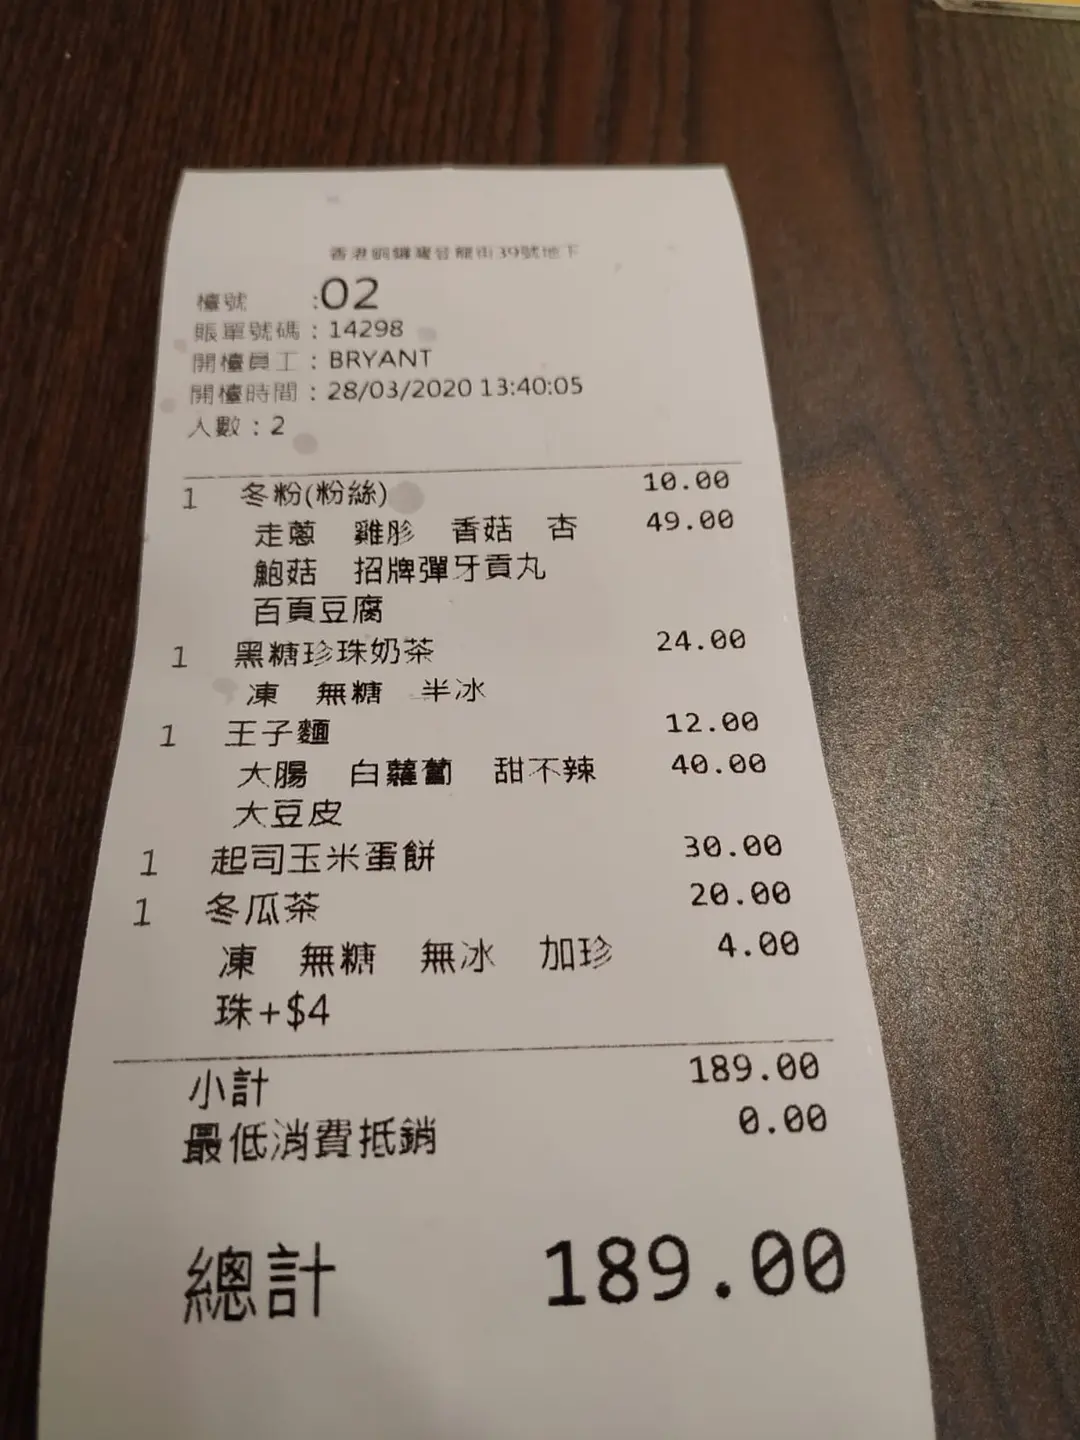 香港銅鑼灣登龍街39號地下
檯號 :02
賬單號碼 : 14298
開檯員工 : BRYANT
開檯時間 : 28/03/2020 13:40:05
人數 : 2
1 冬粉(粉絲) 10.00
走蔥 雞胗 香菇 杏 49.00
鮑菇 招牌彈牙貢丸
百頁豆腐
1 黑糖珍珠奶茶 24.00
凍 無糖 半冰
1 王子麵 12.00
大腸 白蘿蔔 甜不辣 40.00
大豆皮
1 起司玉米蛋餅 30.00
1 冬瓜茶 20.00
凍 無糖 無冰 加珍 4.00
珠+$4
小計 189.00
最低消費抵銷 0.00
總計 189.00